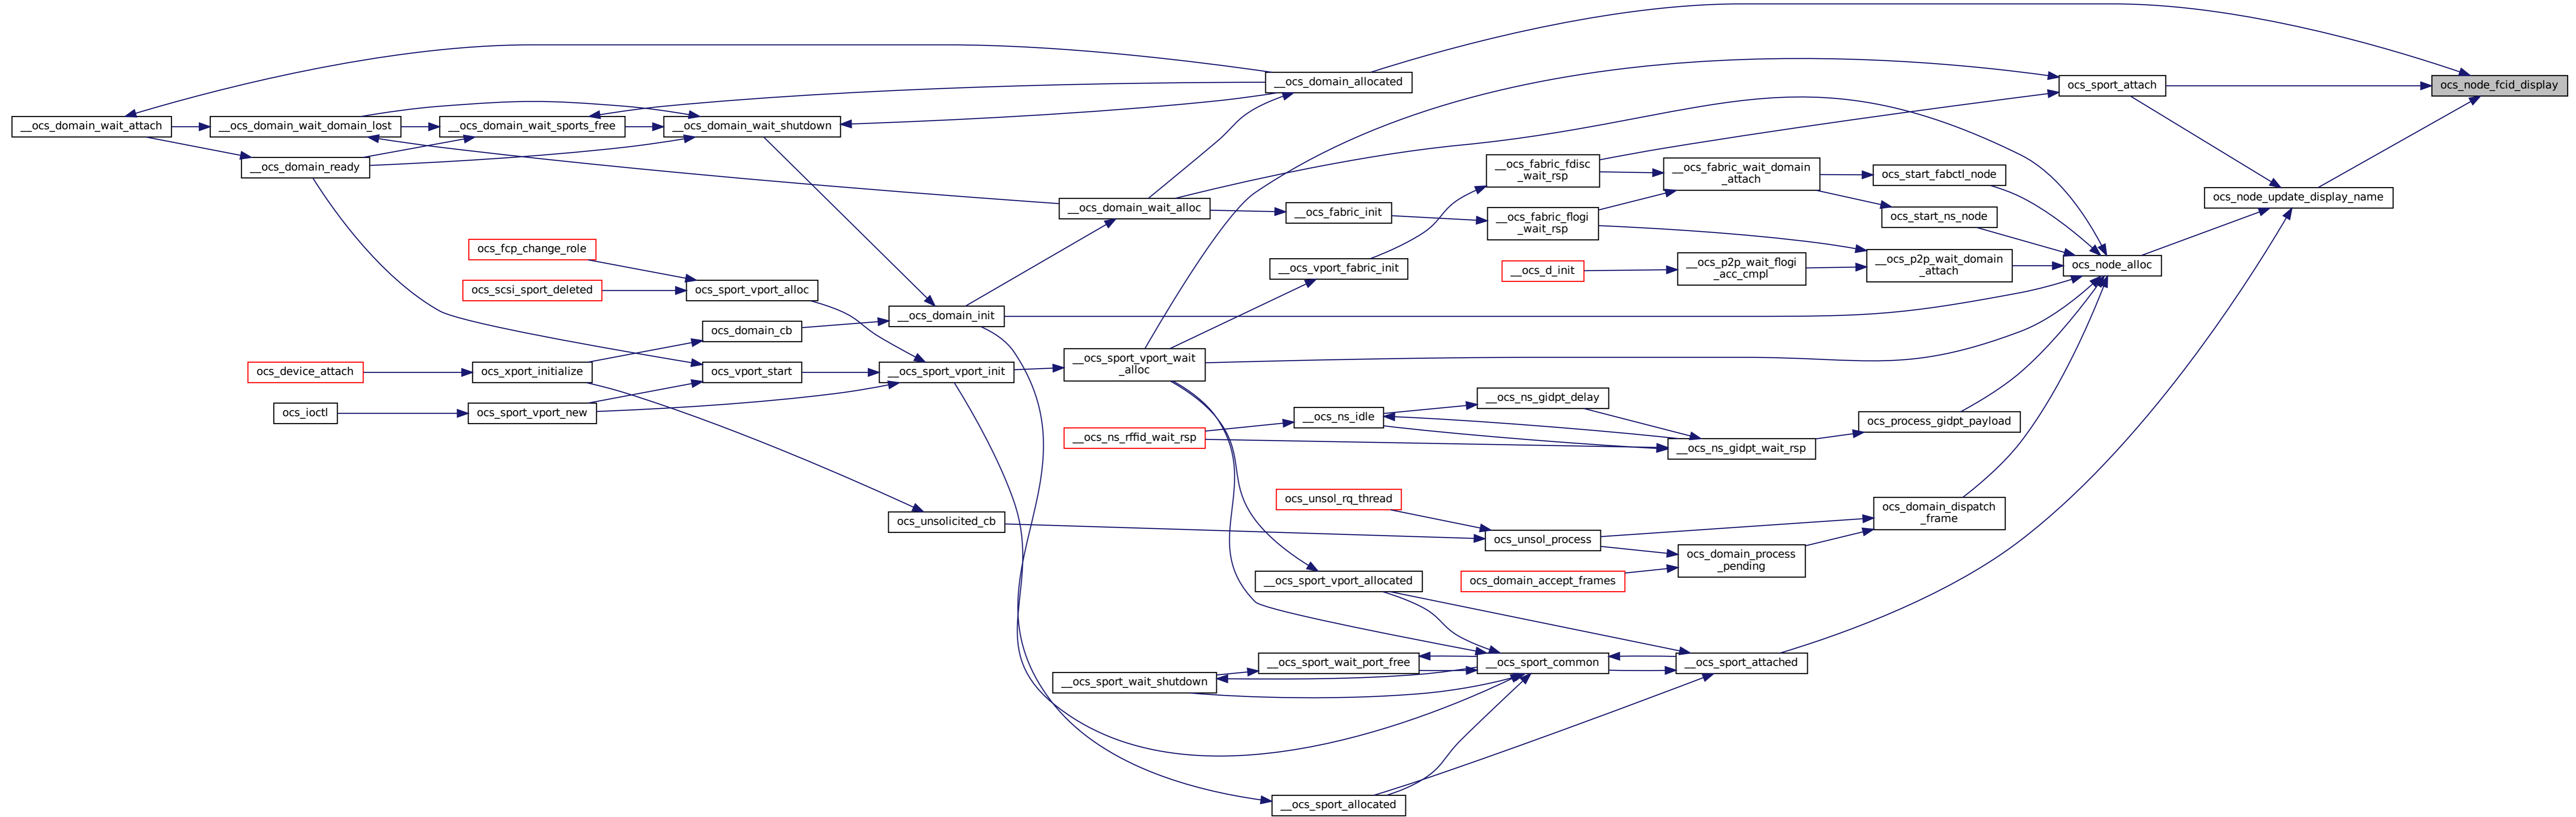 __ocs_domain_allocated
ocs_sport_attach
ocs_node_fcid_display
__ocs_domain_wait_attach
__ocs_domain_wait_domain_lost
__ocs_domain_wait_sports_free
__ocs_domain_wait_shutdown
__ocs_domain_ready
__ocs_fabric_fdisc
_wait_rsp
__ocs_fabric_wait_domain
_attach
ocs_start_fabctl_node
ocs_node_update_display_name
__ocs_domain_wait_alloc
__ocs_fabric_init
__ocs_fabric_flogi
_wait_rsp
ocs_start_ns_node
ocs_fcp_change_role
__ocs_vport_fabric_init
__ocs_d_init
__ocs_p2p_wait_flogi
_acc_cmpl
__ocs_p2p_wait_domain
_attach
ocs_node_alloc
ocs_scsi_sport_deleted
ocs_sport_vport_alloc
__ocs_domain_init
ocs_domain_cb
ocs_device_attach
ocs_xport_initialize
ocs_vport_start
__ocs_sport_vport_init
__ocs_sport_vport_wait
_alloc
ocs_ioctl
ocs_sport_vport_new
__ocs_ns_gidpt_delay
__ocs_ns_idle
ocs_process_gidpt_payload
__ocs_ns_rffid_wait_rsp
__ocs_ns_gidpt_wait_rsp
ocs_unsol_rq_thread
ocs_domain_dispatch
_frame
ocs_unsolicited_cb
ocs_unsol_process
ocs_domain_process
_pending
__ocs_sport_vport_allocated
ocs_domain_accept_frames
__ocs_sport_wait_port_free
__ocs_sport_common
__ocs_sport_attached
__ocs_sport_wait_shutdown
__ocs_sport_allocated